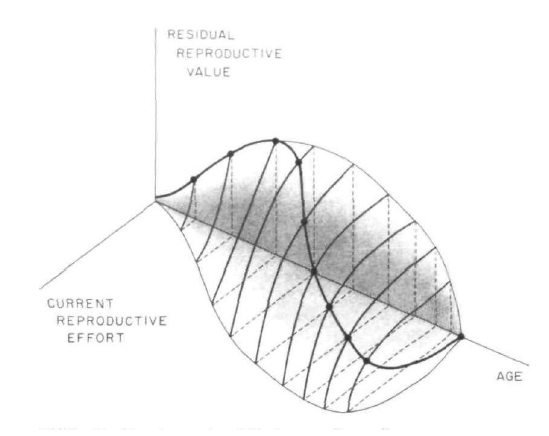 RESIDUAL
REPRODUCTIVE
VALUE
CURRENT
REPRODUCTIVE
EFFORT
AGE